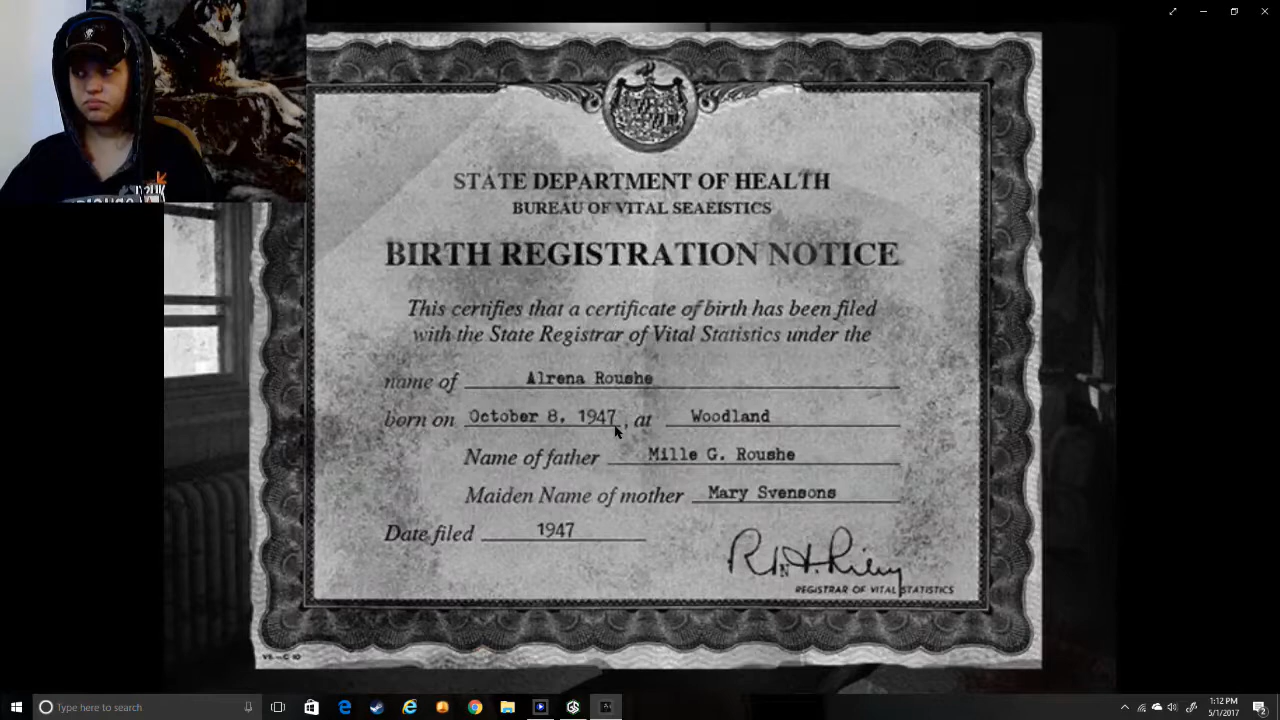 STATE DEPARTMENT OF HEALTH
BUREAU OF VITAL SEAEISTICS
BIRTH REGISTRATION NOTICE
This certifies that a certificate of birth has been filed
with the State Registrar of Vital Statistics under the
name of Alrena Roushe
born on October 8, 1947, at Woodland
Name of father Mille G. Roushe
Maiden Name of mother Mary Svensons
Date filed 1947
REGISTRAR OF VITAL STATISTICS
VS-C 10
Type here to search
1:12 PM
5/1/2017